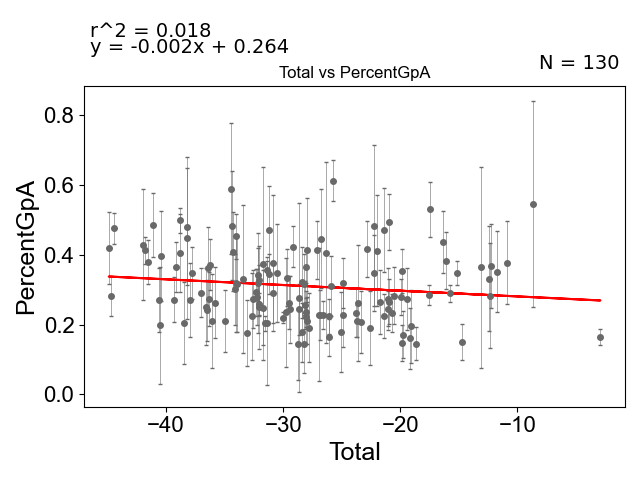 r^2 = 0.018
y = -0.002x + 0.264
N = 130
Total vs PercentGpA
PercentGpA
0.8
0.6
0.4
0.2
0.0
−40 −30 −20 −10
Total